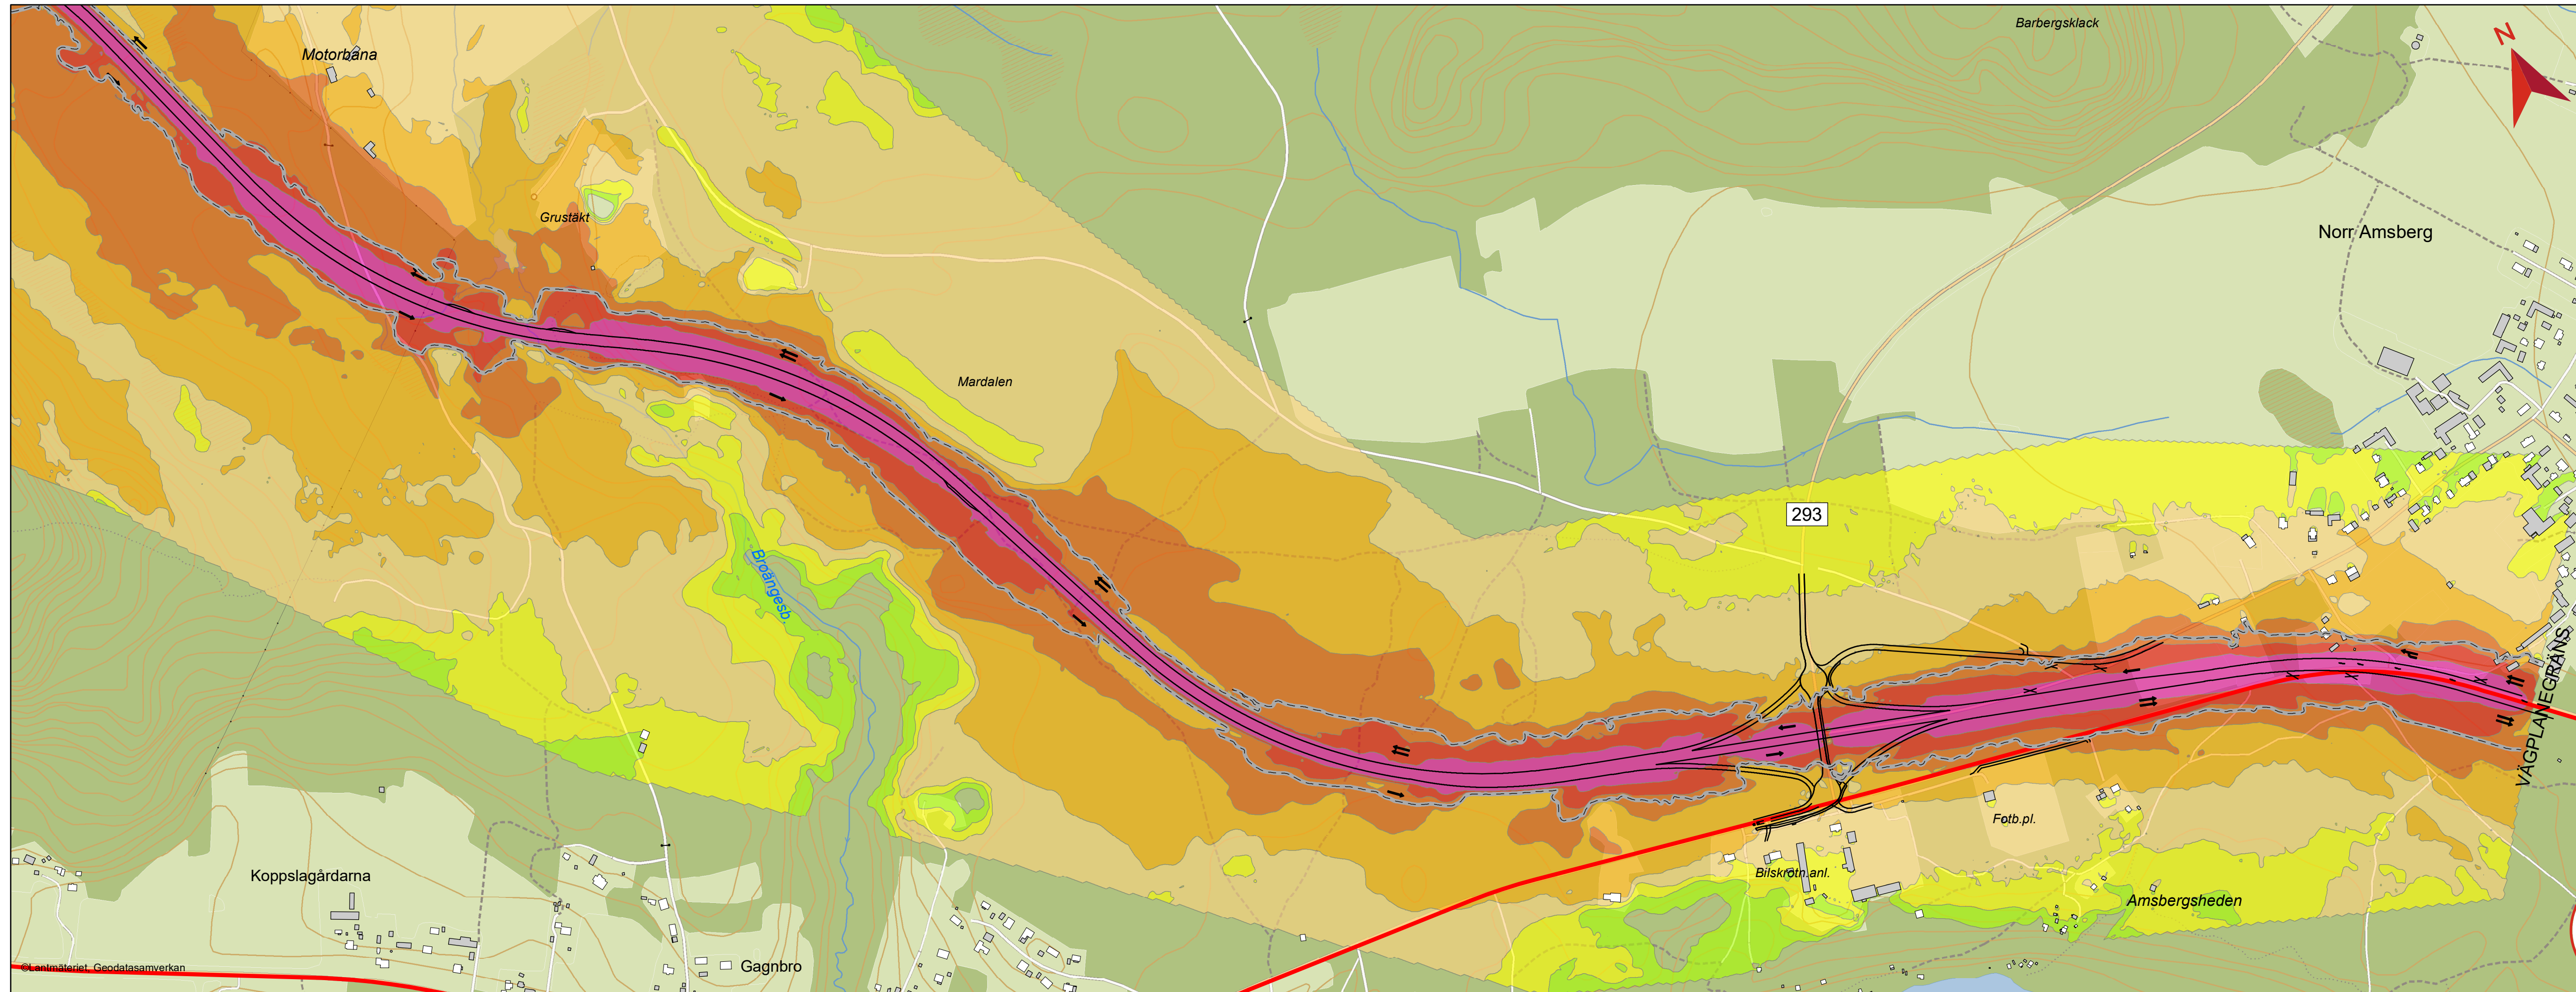 Barbergsklack
N
Motorbana
Grustäkt
Norr Amsberg
Mardalen
293
Broängesb.
VÄGPLANEGRÄNS
Fotb.pl.
Bilskrotn.anl.
Koppslagårdarna
Amsbergsheden
Gagnbro
©Lantmäteriet, Geodatasamverkan